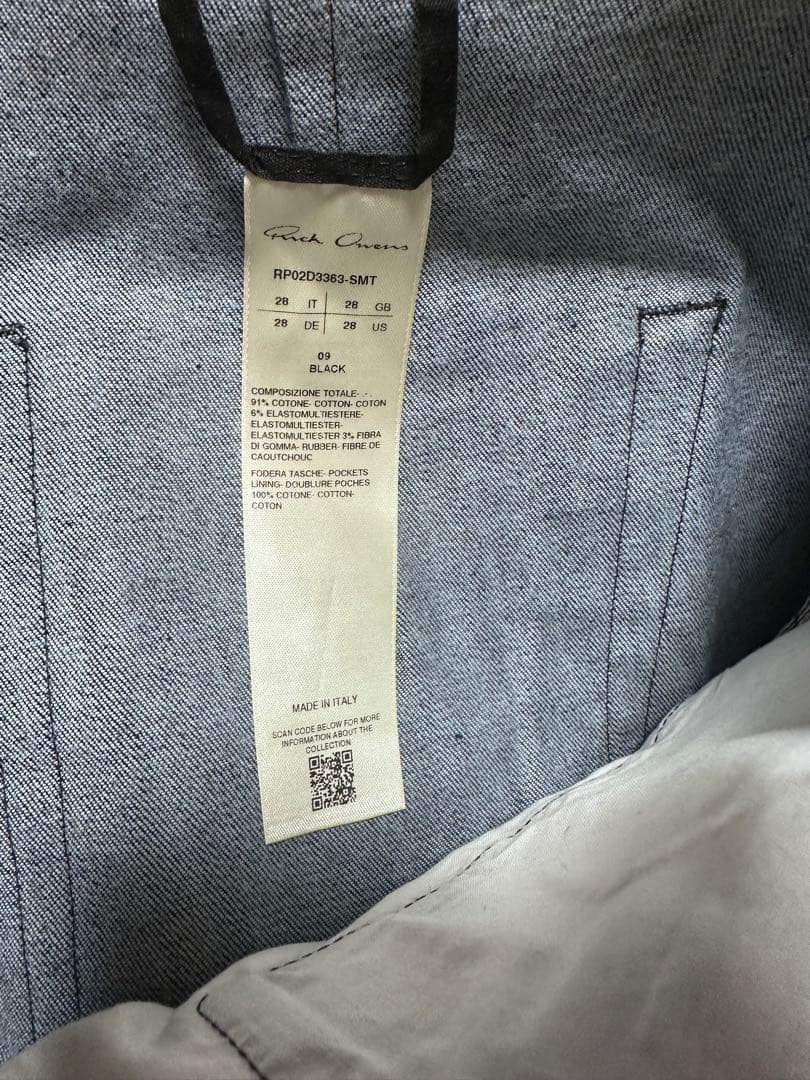 Rick Owens
RP02D3363-SMT
28 IT 28 GB
28 DE 28 US
09
BLACK
COMPOSIZIONE TOTALE- . .
91% COTONE- COTTON- COTON
6% ELASTOMULTIESTERE-
ELASTOMULTIESTER-
ELASTOMULTIESTER 3% FIBRA
DI GOMMA- RUBBER- FIBRE DE
CAOUTCHOUC
FODERA TASCHE- POCKETS
LINING- DOUBLURE POCHES
100% COTONE- COTTON-
COTON
MADE IN ITALY
SCAN CODE BELOW FOR MORE
INFORMATION ABOUT THE
COLLECTION